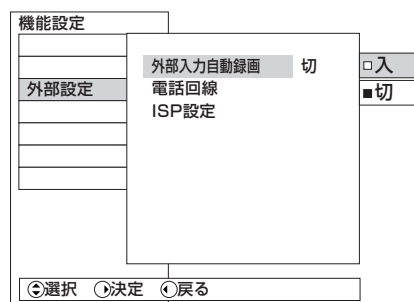 機能設定
外部設定
外部入力自動録画 切
電話回線
ISP設定
□入
■切
選択 決定 戻る